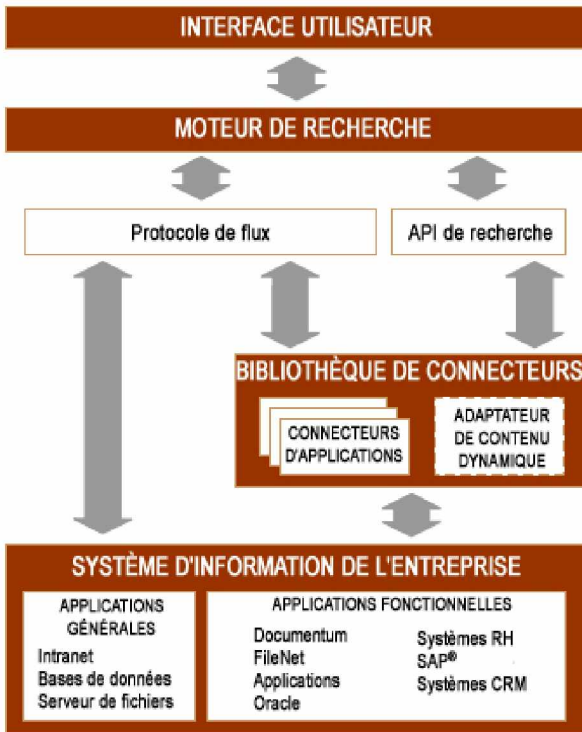 INTERFACE UTILISATEUR
MOTEUR DE RECHERCHE
Protocole de flux
API de recherche
BIBLIOTHÈQUE DE CONNECTEURS
CONNECTEURS
D'APPLICATIONS
ADAPTATEUR
DE CONTENU
DYNAMIQUE
SYSTÈME D'INFORMATION DE L'ENTREPRISE
APPLICATIONS
GÉNÉRALES
Intranet
Bases de données
Serveur de fichiers
APPLICATIONS FONCTIONNELLES
Documentum
FileNet
Applications
Oracle
Systèmes RH
SAP®
Systèmes CRM